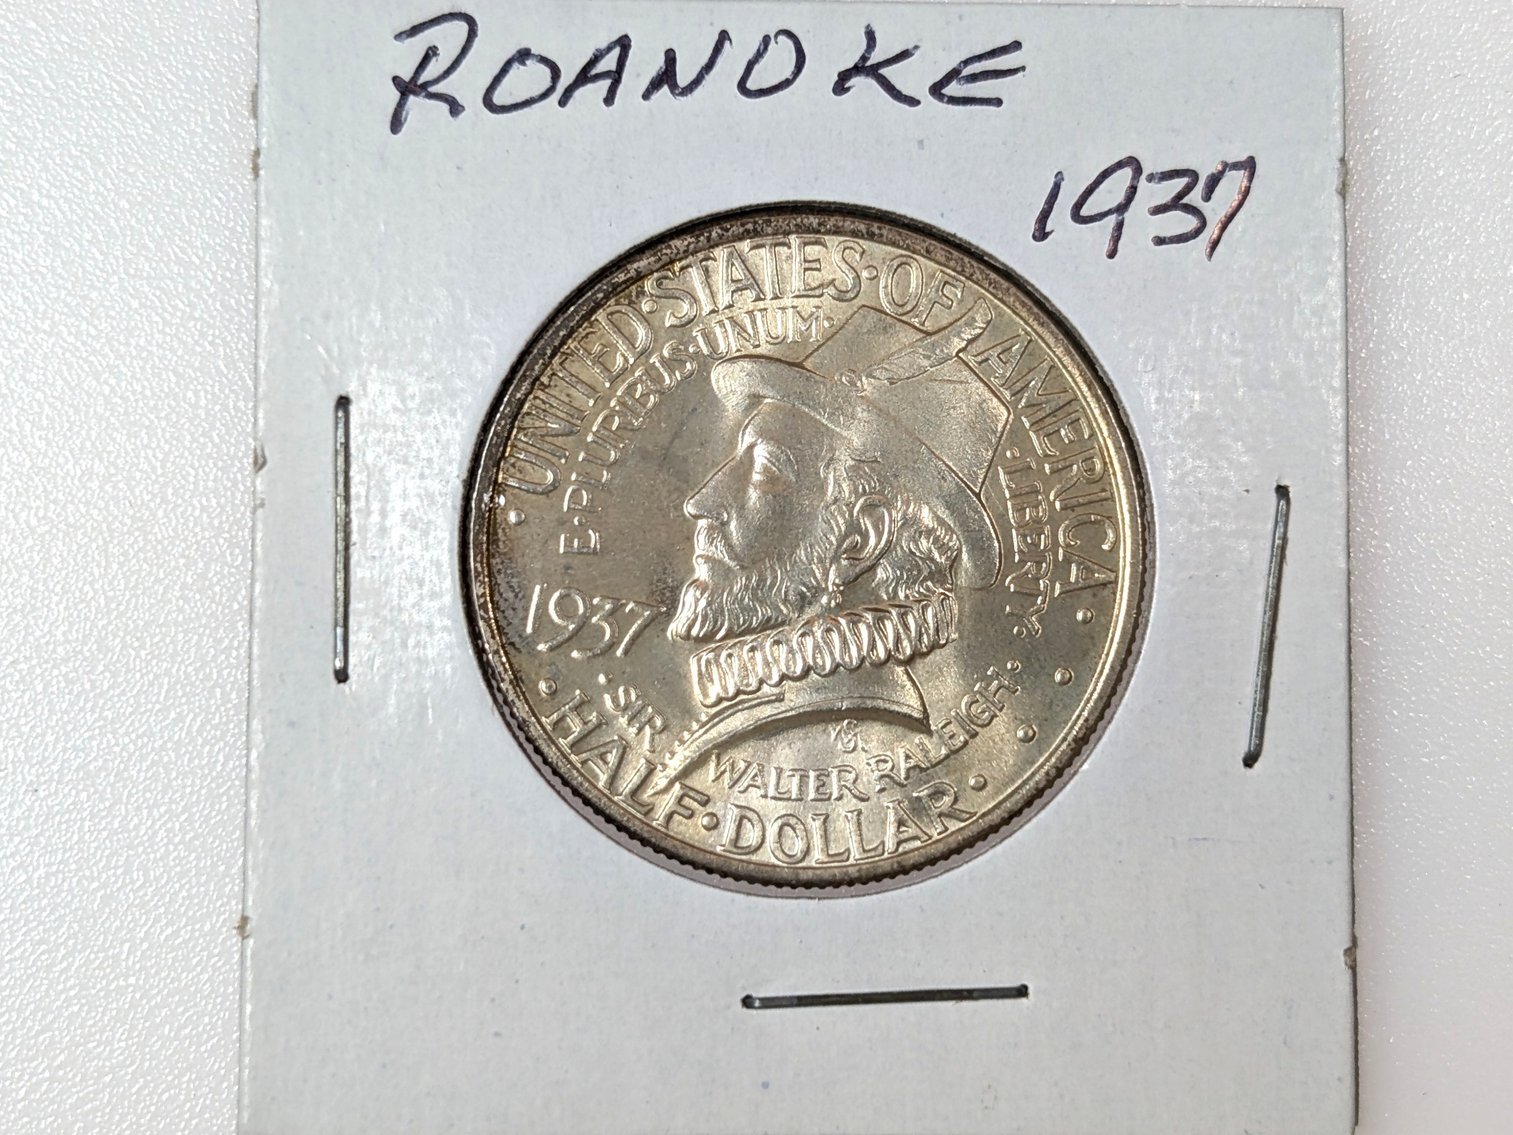 ROANOKE
1937
·UNITED·STATES·OF AMERICA·
E·PLURIBUS·UNUM·
·LIBERTY·
1937
·SIR WALTER RALEIGH·
·HALF·DOLLAR·